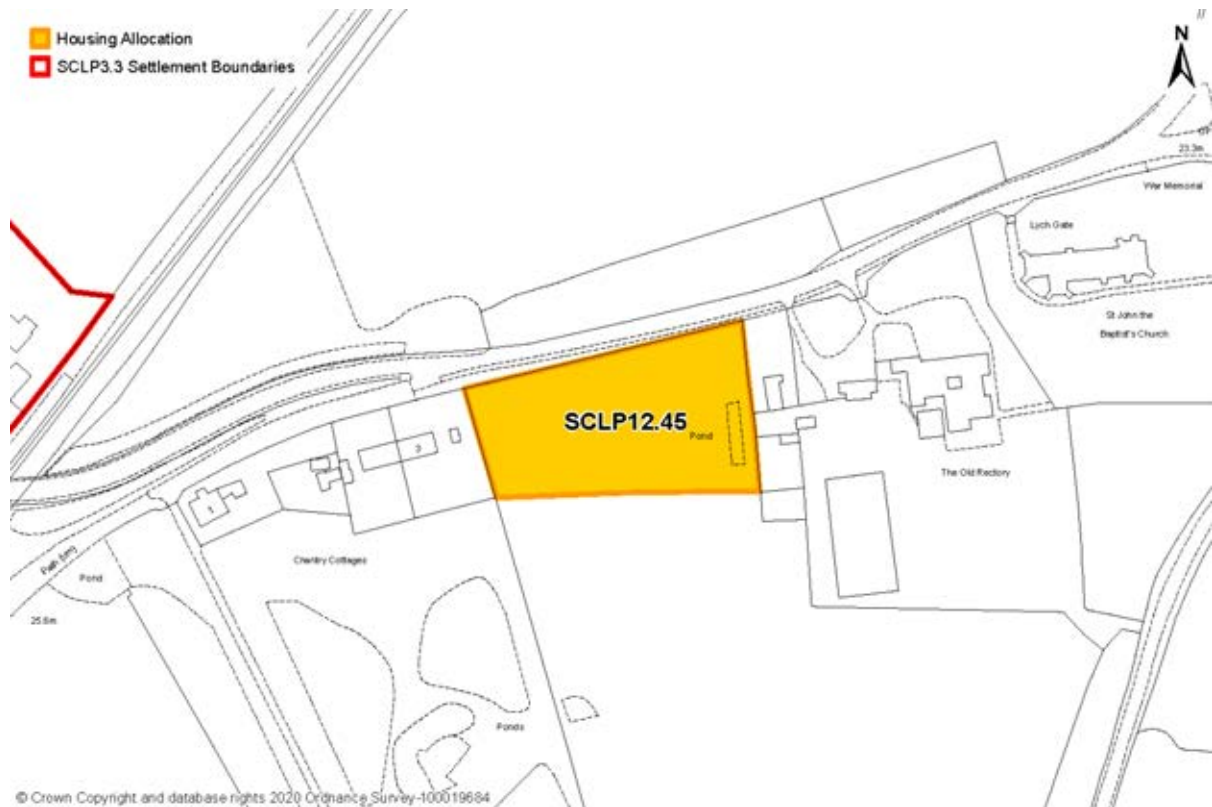 Housing Allocation
SCLP3.3 Settlement Boundaries
N
23.3m
War Memorial
Lych Gate
St John the
Baptist's Church
SCLP12.45
Pond
The Old Rectory
3
1
Chantry Cottages
Path (um)
Pond
25.6m
Ponds
© Crown Copyright and database rights 2020 Ordnance Survey-100019684